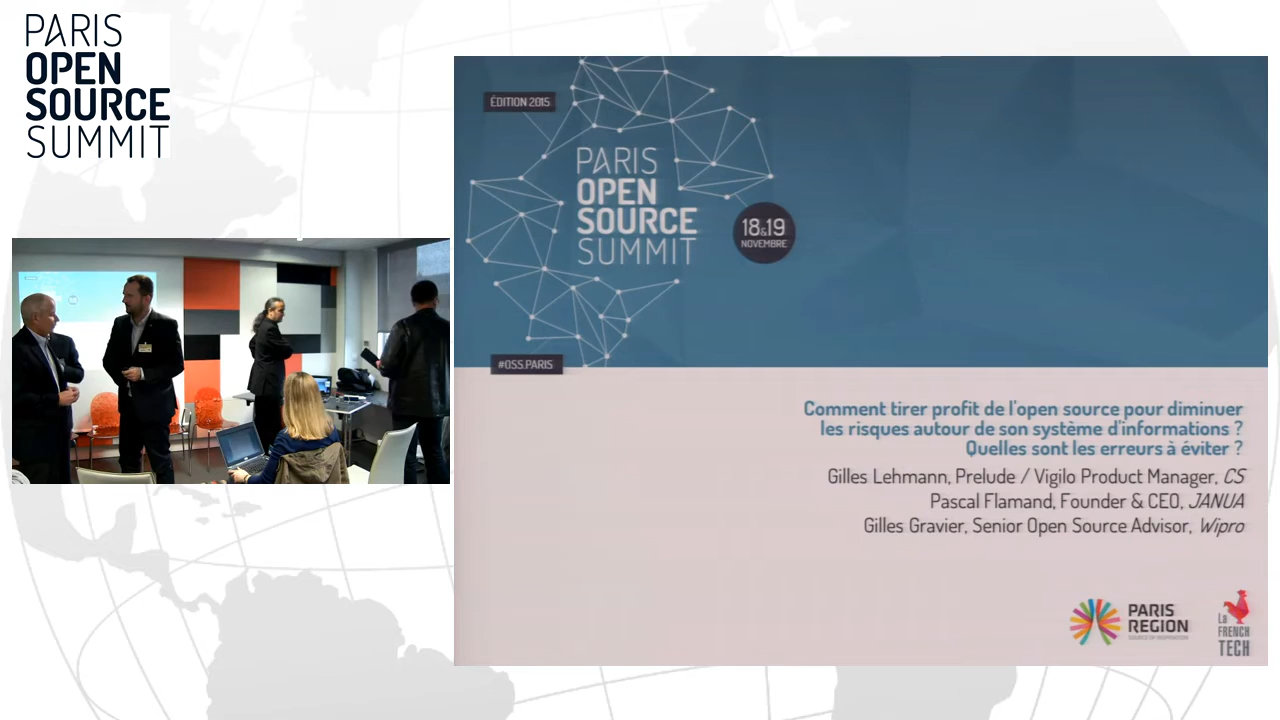 PARIS
OPEN
SOURCE
SUMMIT
ÉDITION 2015
PARIS
OPEN
SOURCE
SUMMIT
18&19
NOVEMBRE
#OSS.PARIS
Comment tirer profit de l'open source pour diminuer
les risques autour de son système d'informations ?
Quelles sont les erreurs à éviter ?
Gilles Lehmann, Prelude / Vigilo Product Manager, CS
Pascal Flamand, Founder & CEO, JANUA
Gilles Gravier, Senior Open Source Advisor, Wipro
PARIS
REGION
SOURCE OF INSPIRATION
La
FRENCH
TECH